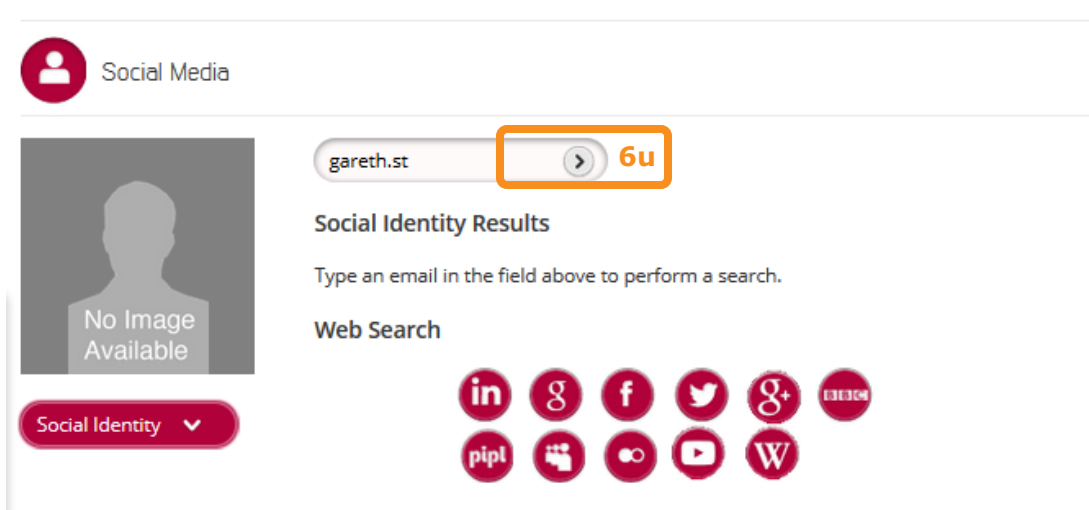 Social Media
gareth.st
6u
Social Identity Results
Type an email in the field above to perform a search.
No Image
Available
Web Search
Social Identity
in g f g+ BBC
pipl W